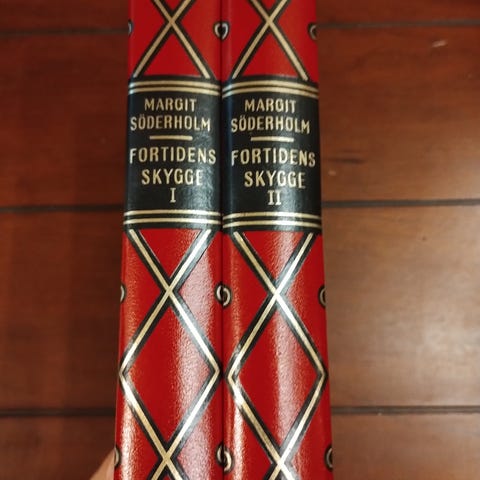 MARGIT
SÖDERHOLM
FORTIDENS
SKYGGE
I
MARGIT
SÖDERHOLM
FORTIDENS
SKYGGE
II